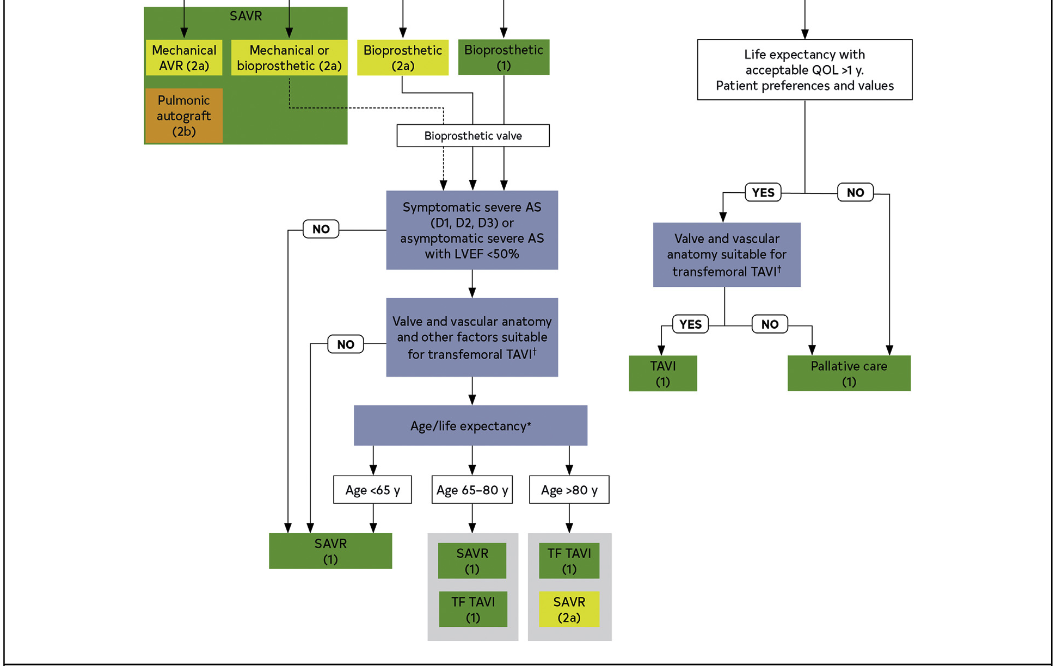 SAVR
Mechanical
AVR (2a)
Mechanical or
bioprosthetic (2a)
Bioprosthetic
(2a)
Bioprosthetic
(1)
Pulmonic
autograft
(2b)
Bioprosthetic valve
Life expectancy with
acceptable QOL >1 y.
Patient preferences and values
YES
NO
Symptomatic severe AS
(D1, D2, D3) or
asymptomatic severe AS
with LVEF <50%
NO
Valve and vascular
anatomy suitable for
transfemoral TAVI†
Valve and vascular anatomy
and other factors suitable
for transfemoral TAVI†
NO
YES
NO
TAVI
(1)
Pallative care
(1)
Age/life expectancy*
Age <65 y
Age 65–80 y
Age >80 y
SAVR
(1)
SAVR
(1)
TF TAVI
(1)
TF TAVI
(1)
SAVR
(2a)